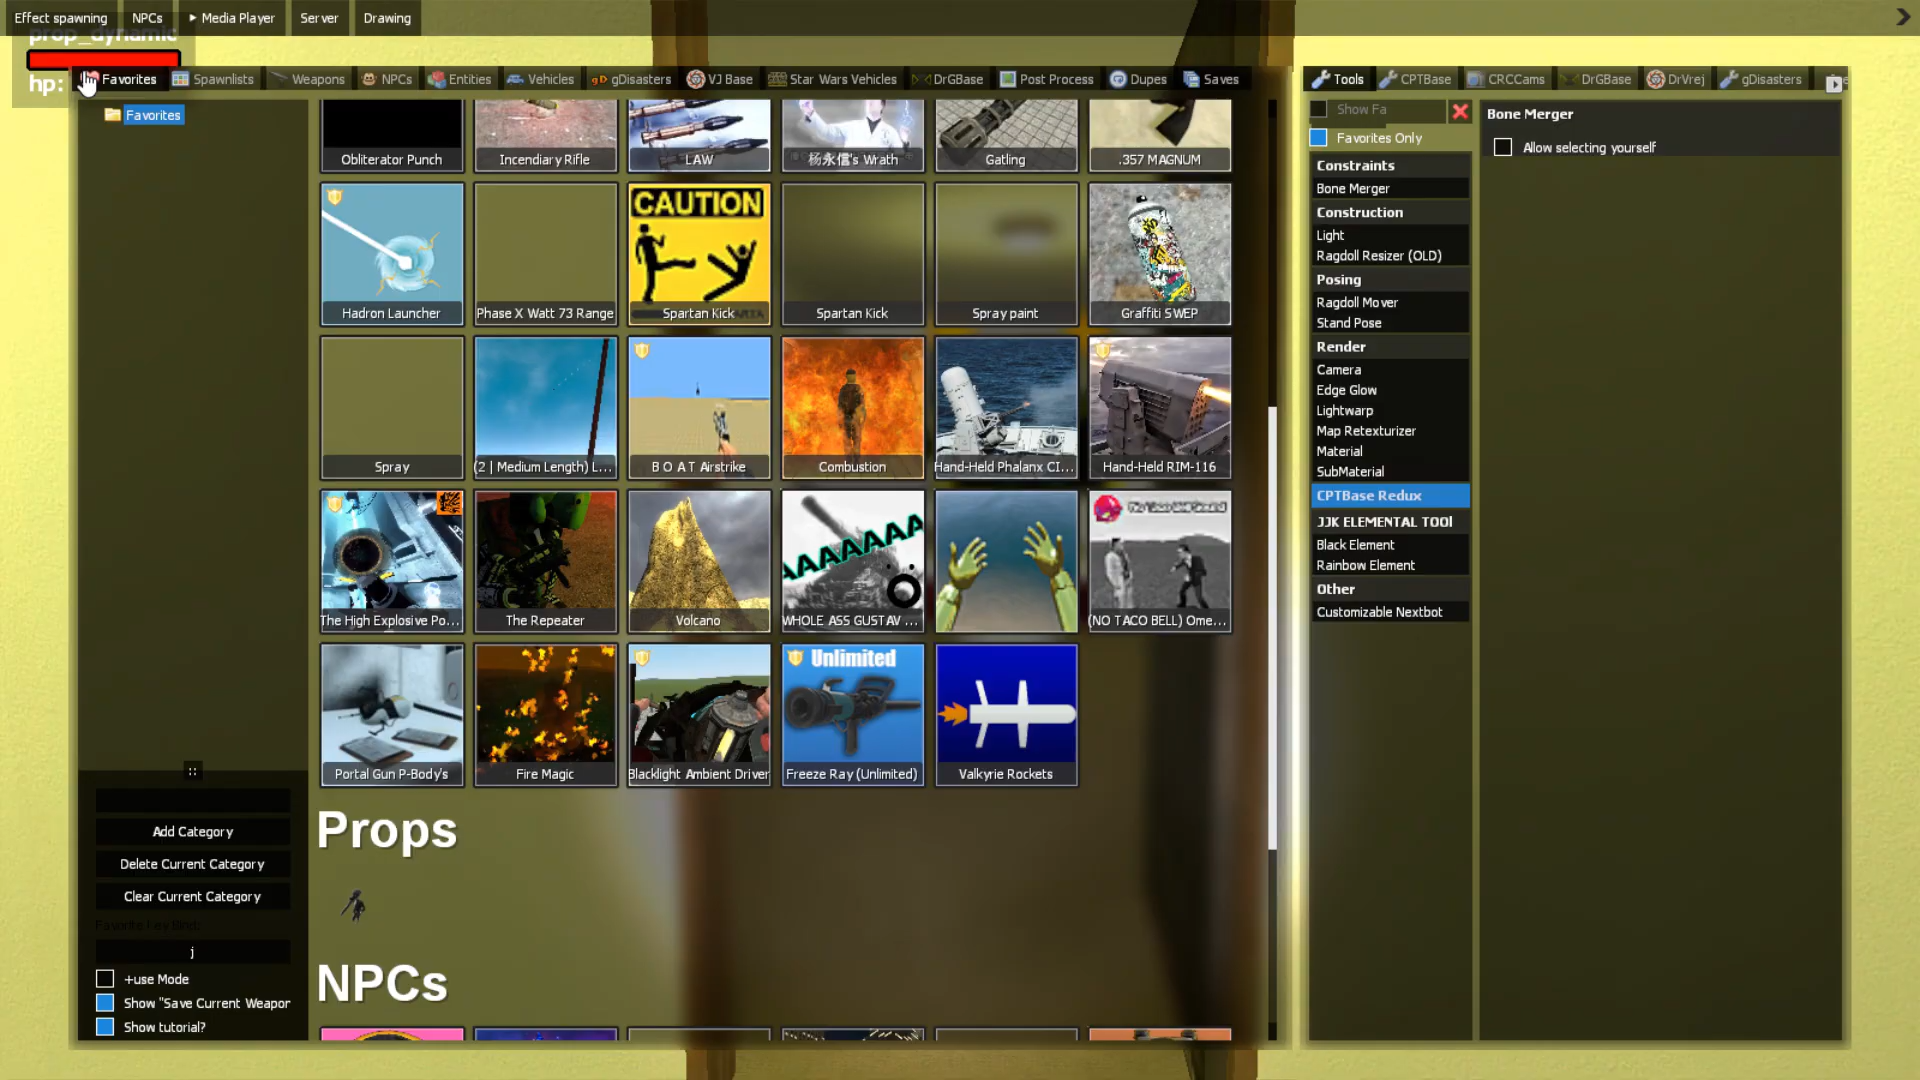 Effect spawning NPCs Media Player Server Drawing
prop_dynamic
hp:
Favorites Spawnlists Weapons NPCs Entities Vehicles gDisasters VJ Base Star Wars Vehicles DrGBase Post Process Dupes Saves
Favorites
Obliterator Punch Incendiary Rifle LAW 杨永信's Wrath Gatling .357 MAGNUM
CAUTION
Hadron Launcher Phase X Watt 73 Range Spartan Kick Spartan Kick Spray paint Graffiti SWEP
Spray (2 | Medium Length) L... B O A T Airstrike Combustion Hand-Held Phalanx CI... Hand-Held RIM-116
AAAAAAA
The High Explosive Po... The Repeater Volcano WHOLE ASS GUSTAV ... (NO TACO BELL) Ome...
Unlimited
Portal Gun P-Body's Fire Magic Blacklight Ambient Driver Freeze Ray (Unlimited) Valkyrie Rockets
Props
NPCs
Add Category
Delete Current Category
Clear Current Category
Favorite Key Bind:
j
+use Mode
Show "Save Current Weapon
Show tutorial?
Tools CPTBase CRCCams DrGBase DrVrej gDisasters
Show Fa
Favorites Only
Constraints
Bone Merger
Construction
Light
Ragdoll Resizer (OLD)
Posing
Ragdoll Mover
Stand Pose
Render
Camera
Edge Glow
Lightwarp
Map Retexturizer
Material
SubMaterial
CPTBase Redux
JJK ELEMENTAL TOOl
Black Element
Rainbow Element
Other
Customizable Nextbot
Bone Merger
Allow selecting yourself